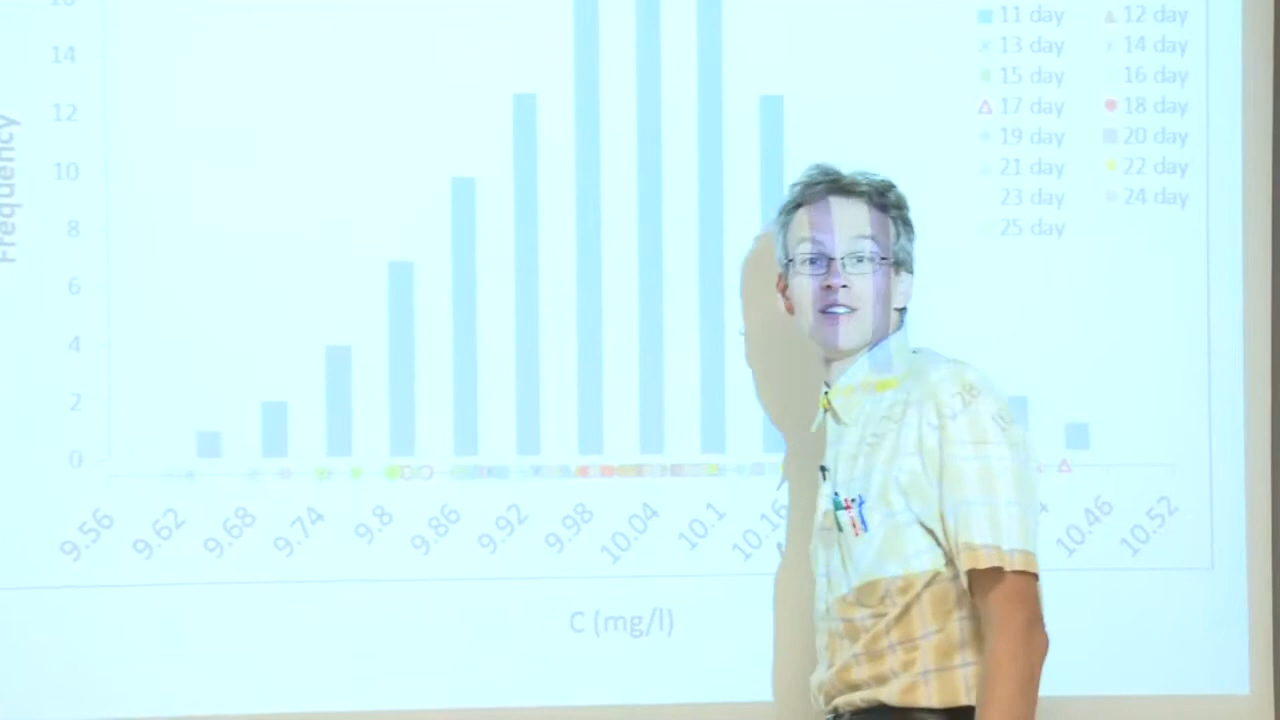 16
14
12
10
8
6
4
2
0
Frequency
9.56 9.62 9.68 9.74 9.8 9.86 9.92 9.98 10.04 10.1 10.16 10.46 10.52
C (mg/l)
11 day 12 day
13 day 14 day
15 day 16 day
17 day 18 day
19 day 20 day
21 day 22 day
23 day 24 day
25 day